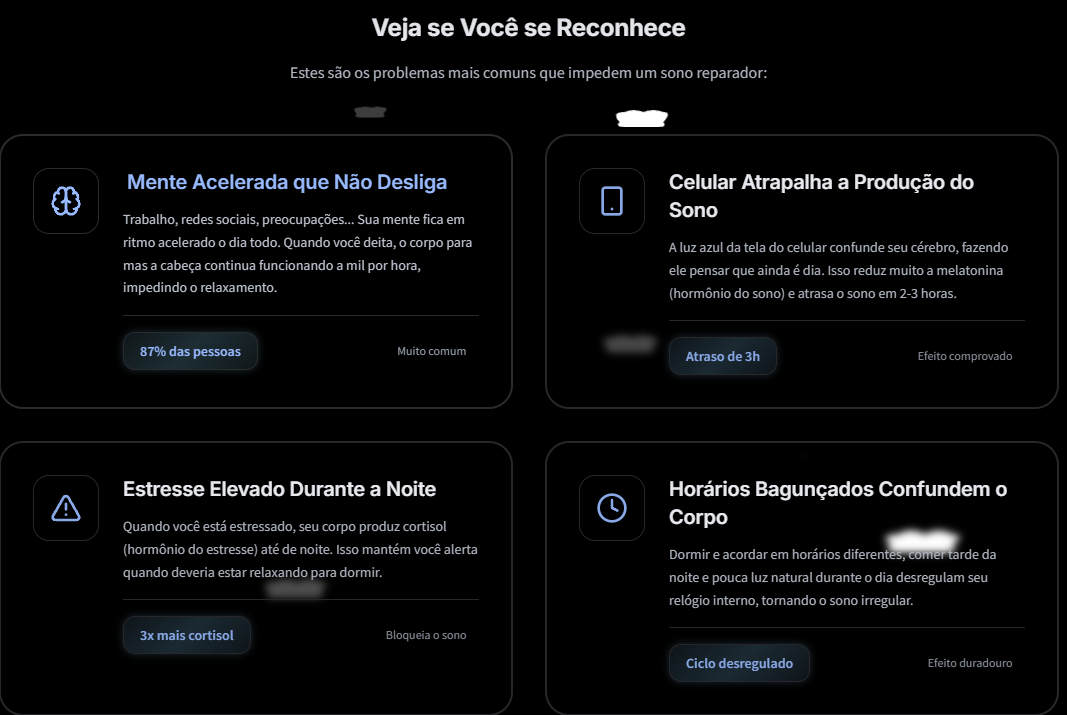 Veja se Você se Reconhece
Estes são os problemas mais comuns que impedem um sono reparador:
Mente Acelerada que Não Desliga
Trabalho, redes sociais, preocupações... Sua mente fica em
ritmo acelerado o dia todo. Quando você deita, o corpo para
mas a cabeça continua funcionando a mil por hora,
impedindo o relaxamento.
87% das pessoas
Muito comum
Celular Atrapalha a Produção do
Sono
A luz azul da tela do celular confunde seu cérebro, fazendo
ele pensar que ainda é dia. Isso reduz muito a melatonina
(hormônio do sono) e atrasa o sono em 2-3 horas.
Atraso de 3h
Efeito comprovado
Estresse Elevado Durante a Noite
Quando você está estressado, seu corpo produz cortisol
(hormônio do estresse) até de noite. Isso mantém você alerta
quando deveria estar relaxando para dormir.
3x mais cortisol
Bloqueia o sono
Horários Bagunçados Confundem o
Corpo
Dormir e acordar em horários diferentes, comer tarde da
noite e pouca luz natural durante o dia desregulam seu
relógio interno, tornando o sono irregular.
Ciclo desregulado
Efeito duradouro